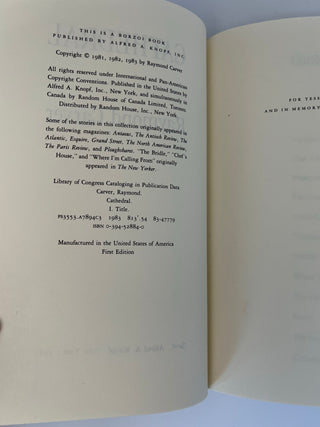 THIS IS A BORZOI BOOK
PUBLISHED BY ALFRED A. KNOPF, INC.
Copyright © 1981, 1982, 1983 by Raymond Carver
All rights reserved under International and Pan-American
Copyright Conventions. Published in the United States by
Alfred A. Knopf, Inc., New York, and simultaneously in
Canada by Random House of Canada Limited, Toronto.
Distributed by Random House, Inc., New York.
Some of the stories in this collection originally appeared in
the following magazines: Antaeus, The Antioch Review, The
Atlantic, Esquire, Grand Street, The North American Review,
The Paris Review, and Ploughshares. "The Bridle," "Chef's
House," and "Where I'm Calling From" originally
appeared in The New Yorker.
Library of Congress Cataloging in Publication Data
Carver, Raymond.
Cathedral.
I. Title.
PS3553.A7894C3 1983 813'.54 83-47779
ISBN 0-394-52884-0
Manufactured in the United States of America
First Edition
FOR TESS
AND IN MEMORY